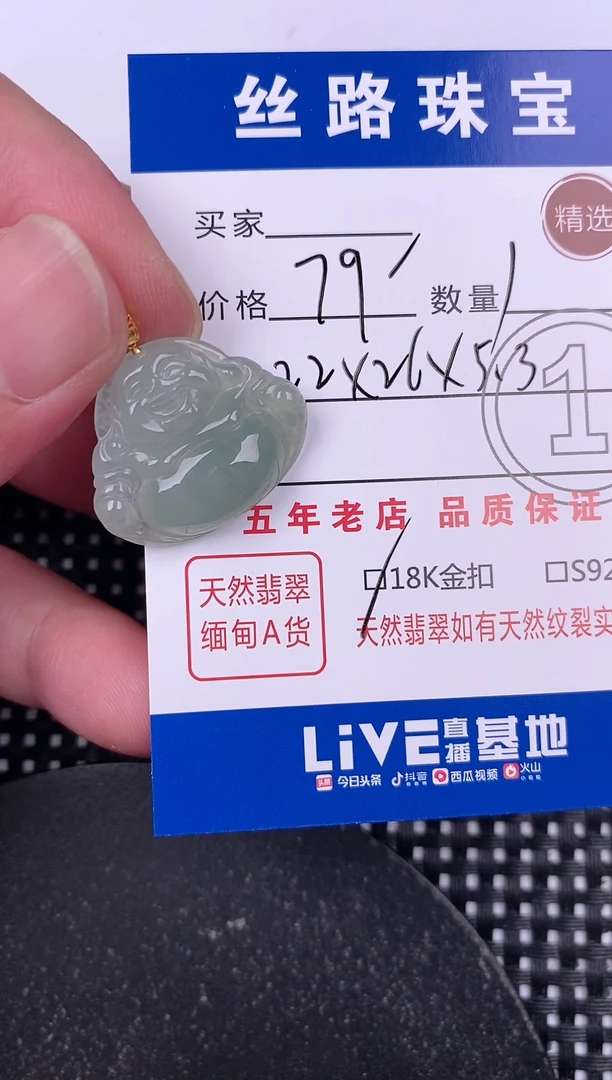 丝路珠宝
精选
买家
价格 79/ 数量 1
22X26X5.3
1
五年老店 品质保证
天然翡翠
缅甸A货
18K金扣 S92
天然翡翠如有天然纹裂实
LiVE直播基地
头条 今日头条 抖音 西瓜视频 火山